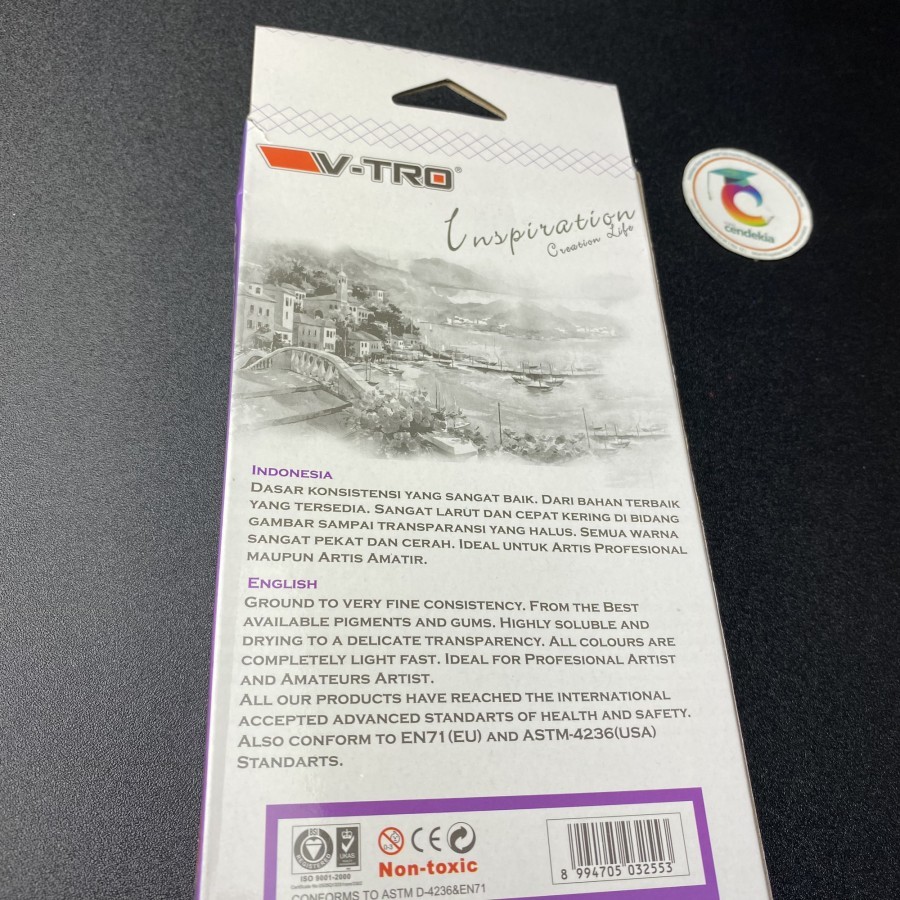 V-TRO®
Inspiration
Creation Life
cendekia
INDONESIA
DASAR KONSISTENSI YANG SANGAT BAIK. DARI BAHAN TERBAIK
YANG TERSEDIA. SANGAT LARUT DAN CEPAT KERING DI BIDANG
GAMBAR SAMPAI TRANSPARANSI YANG HALUS. SEMUA WARNA
SANGAT PEKAT DAN CERAH. IDEAL UNTUK ARTIS PROFESIONAL
MAUPUN ARTIS AMATIR.
ENGLISH
GROUND TO VERY FINE CONSISTENCY. FROM THE BEST
AVAILABLE PIGMENTS AND GUMS. HIGHLY SOLUBLE AND
DRYING TO A DELICATE TRANSPARENCY. ALL COLOURS ARE
COMPLETELY LIGHT FAST. IDEAL FOR PROFESIONAL ARTIST
AND AMATEURS ARTIST.
ALL OUR PRODUCTS HAVE REACHED THE INTERNATIONAL
ACCEPTED ADVANCED STANDARTS OF HEALTH AND SAFETY.
ALSO CONFORM TO EN71(EU) AND ASTM-4236(USA)
STANDARTS.
BSI
REGISTERED
UKAS
ISO 9001-2000
0-3
CE
Non-toxic
CONFORMS TO ASTM D-4236&EN71
8 994705 032553